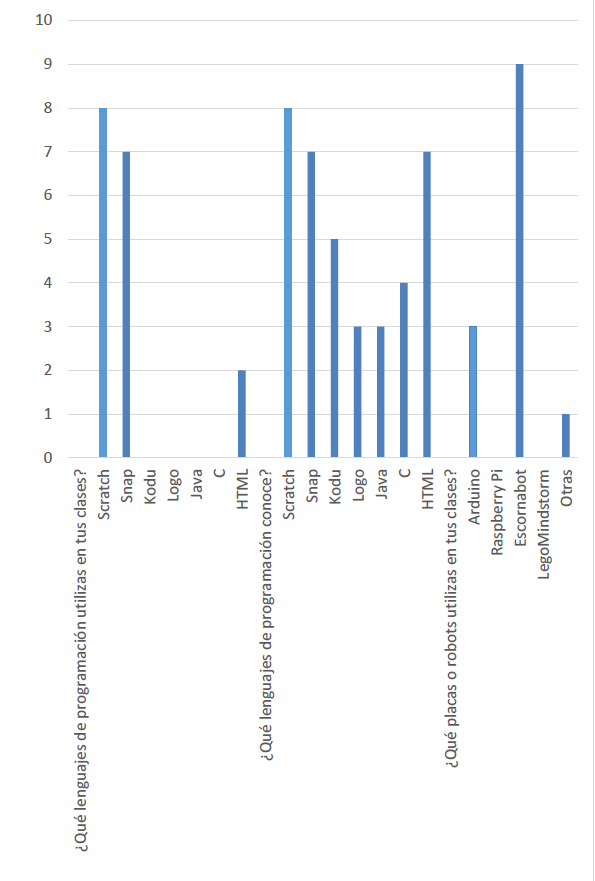 10
9
8
7
6
5
4
3
2
1
0
¿Qué lenguajes de programación utilizas en tus clases?
Scratch
Snap
Kodu
Logo
Java
C
HTML
¿Qué lenguajes de programación conoce?
Scratch
Snap
Kodu
Logo
Java
C
HTML
¿Qué placas o robots utilizas en tus clases?
Arduino
Raspberry Pi
Escornabot
LegoMindstorm
Otras